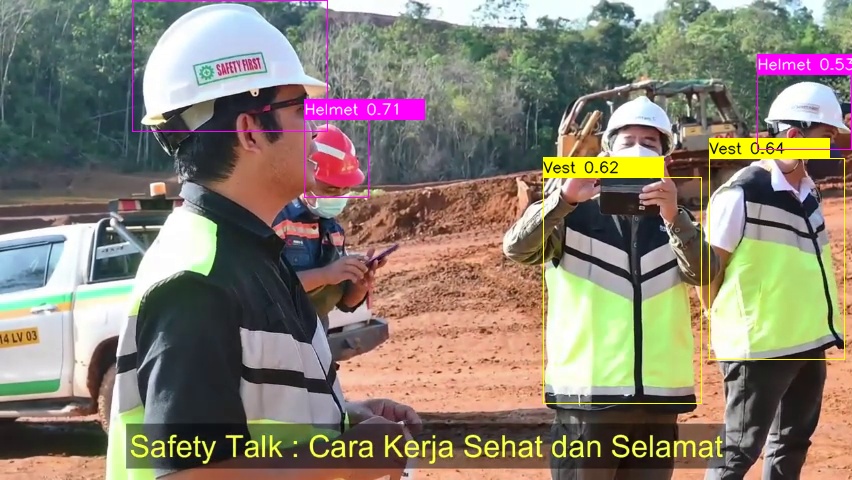 SAFETY FIRST
Helmet 0.71
Helmet 0.53
Vest 0.62
Vest 0.64
14 LV 03
Safety Talk : Cara Kerja Sehat dan Selamat